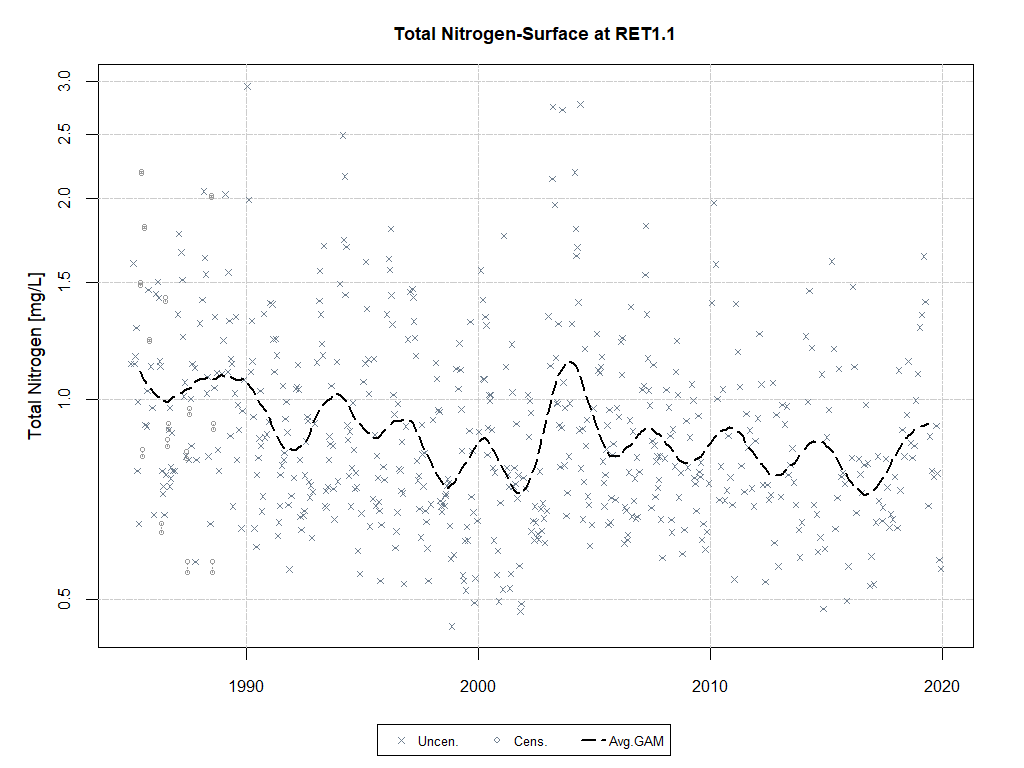 Total Nitrogen-Surface at RET1.1
Total Nitrogen [mg/L]
3.0
2.5
2.0
1.5
1.0
0.5
1990 2000 2010 2020
Uncen. Cens. Avg.GAM